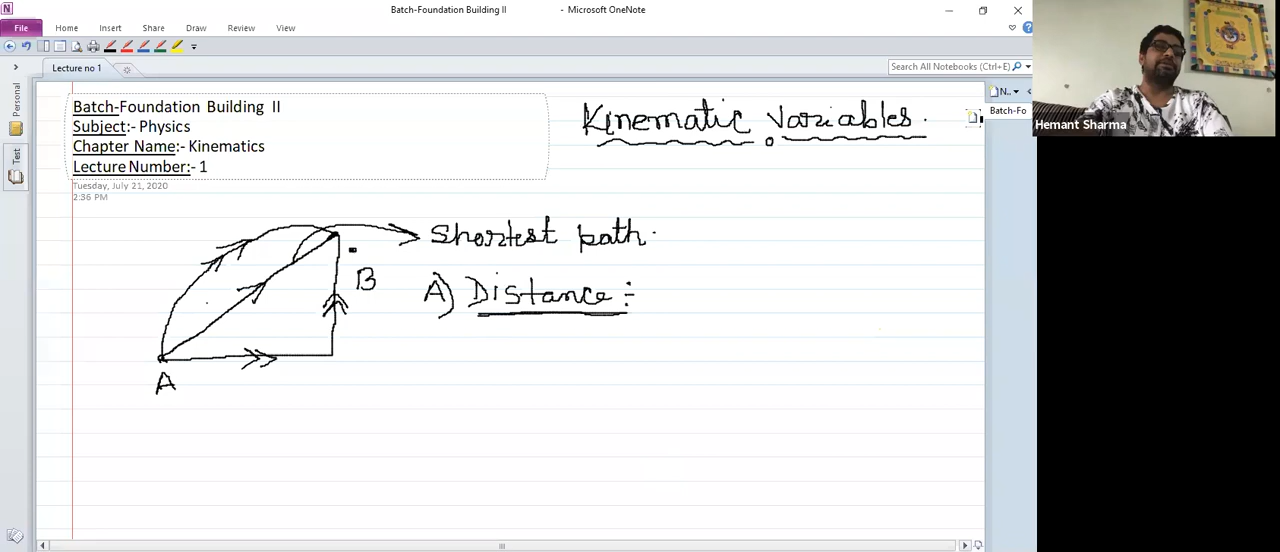 Batch-Foundation Building II - Microsoft OneNote
File Home Insert Share Draw Review View
Lecture no 1
Search All Notebooks (Ctrl+E)
N..
Personal
Batch-Fo
Test
Hemant Sharma
Batch-Foundation Building II
Subject:- Physics
Chapter Name:- Kinematics
Lecture Number:- 1
Tuesday, July 21, 2020
2:36 PM
Kinematic Variables.
Shortest path.
B
A) Distance :-
A